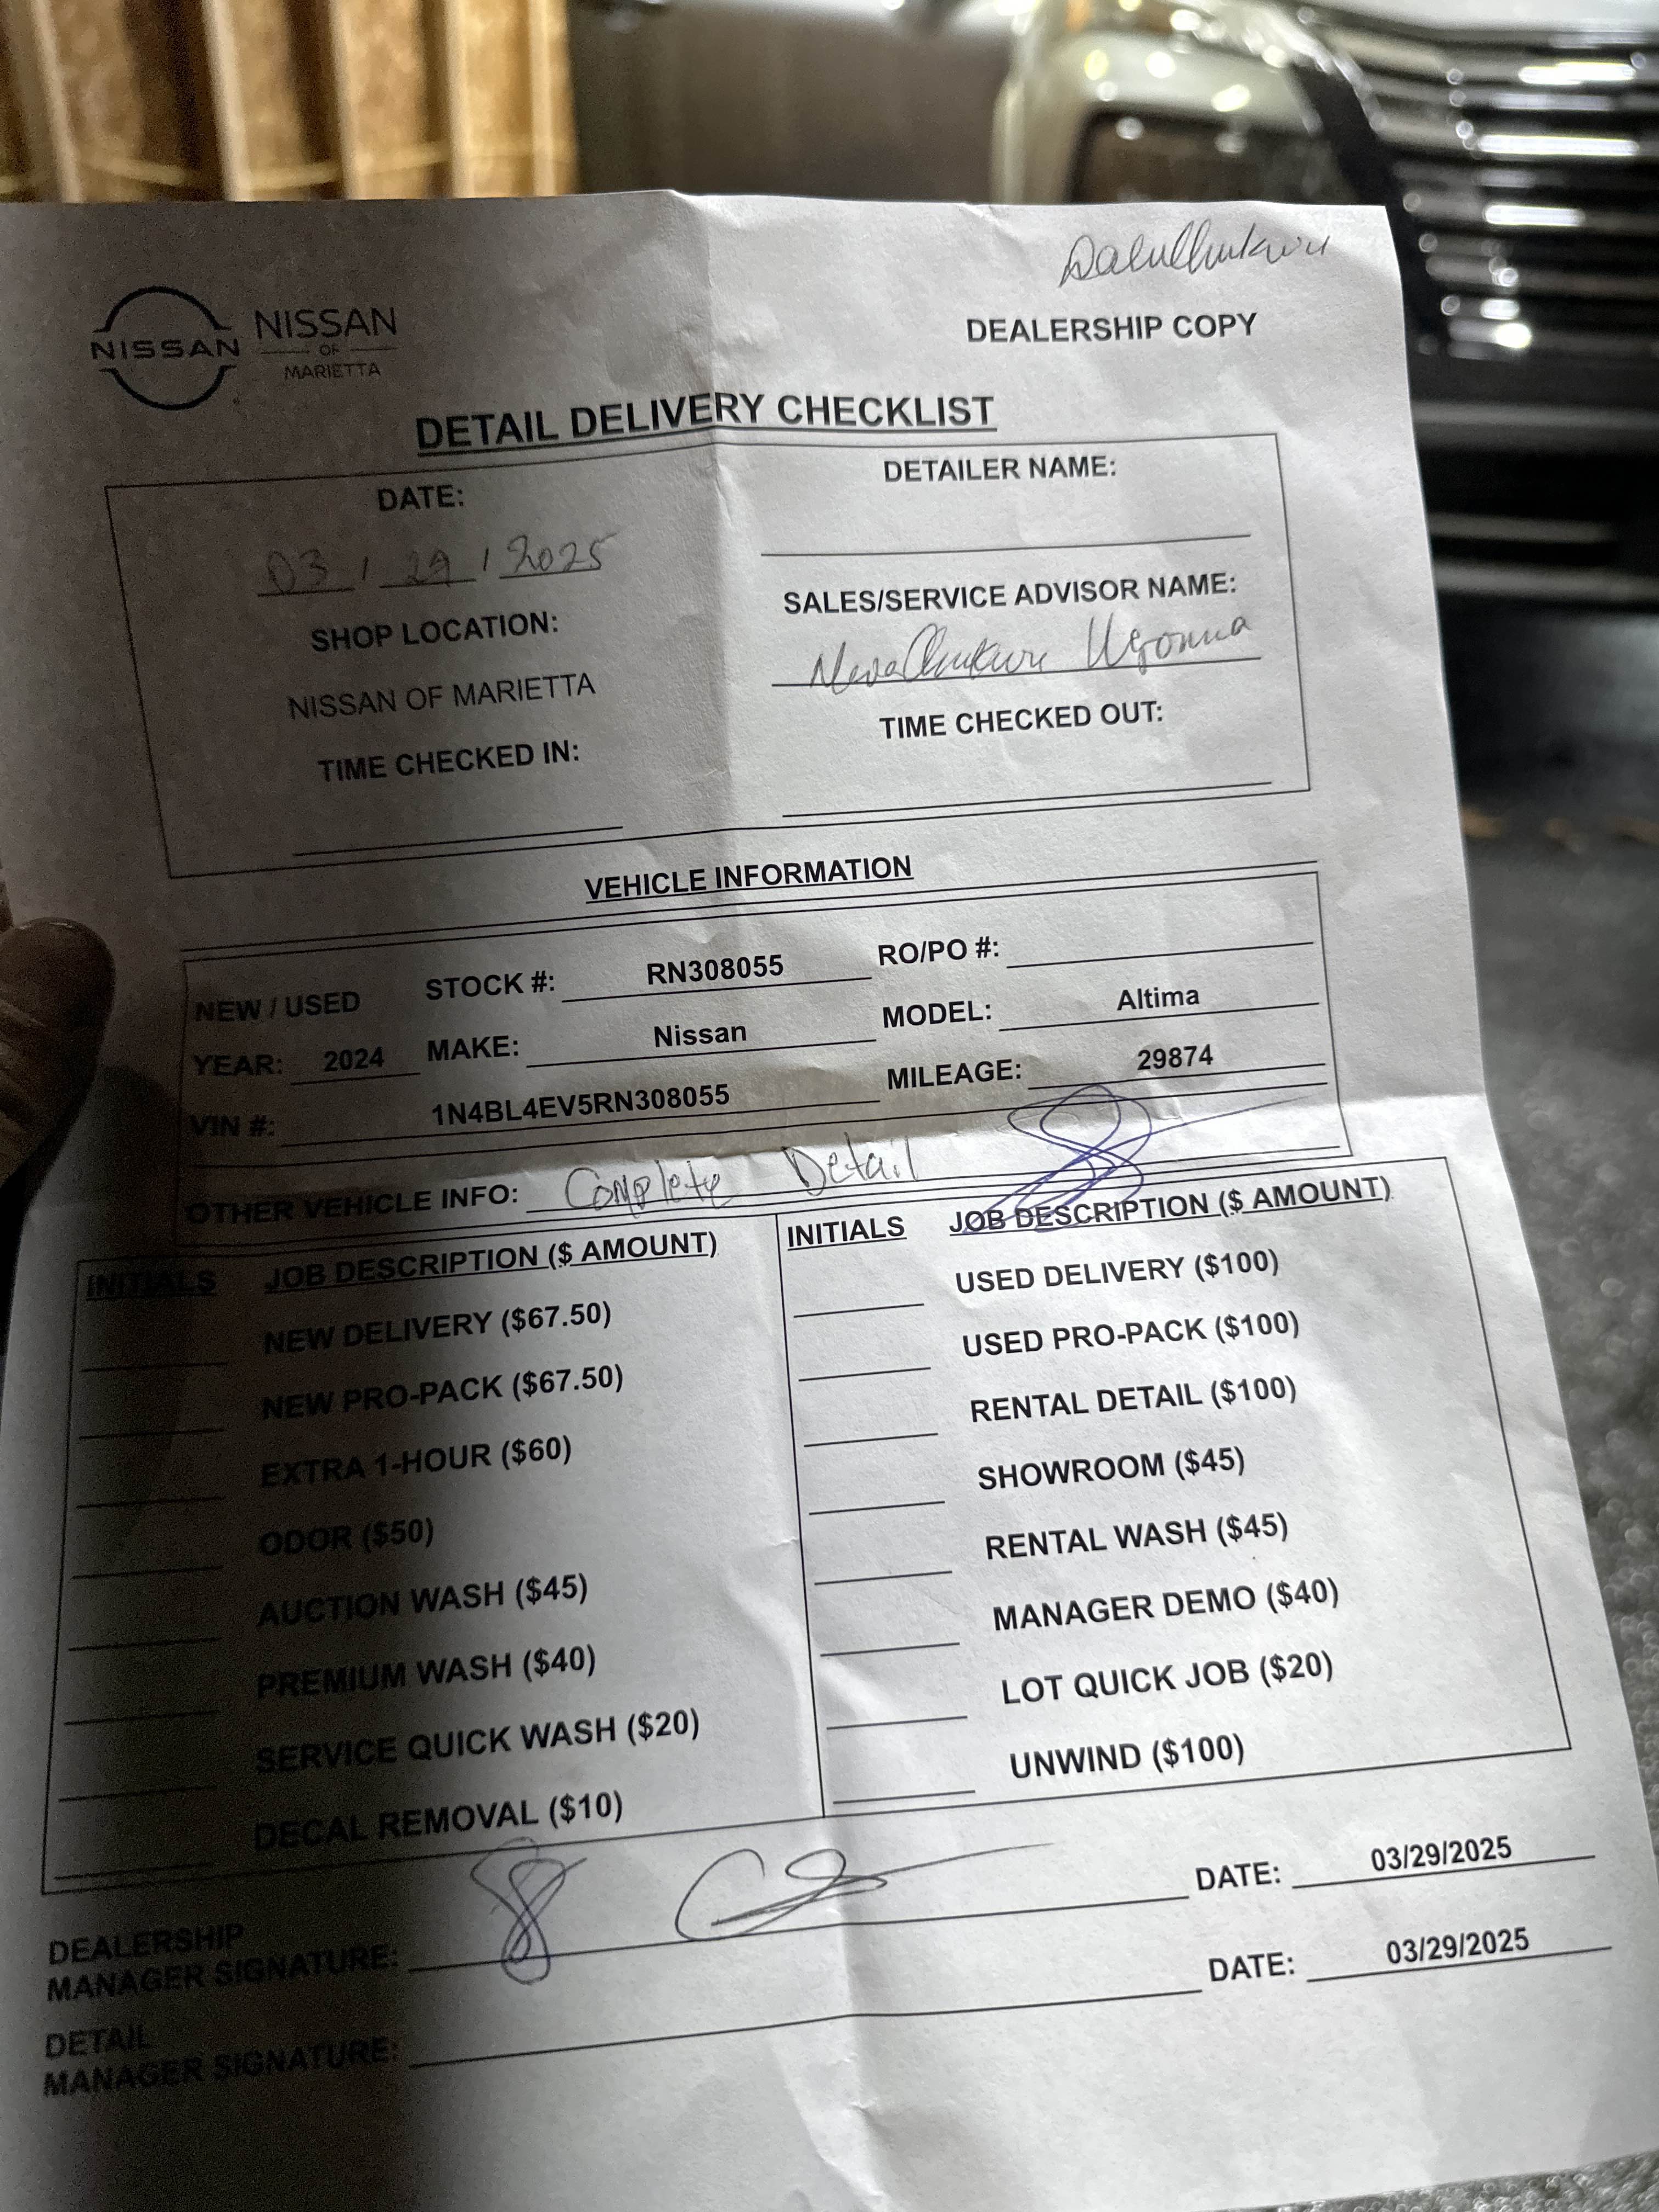 DaluChukwu
NISSAN
NISSAN
OF
MARIETTA
DEALERSHIP COPY
DETAIL DELIVERY CHECKLIST
DATE:
03 / 29 / 2025
SHOP LOCATION:
NISSAN OF MARIETTA
TIME CHECKED IN:
DETAILER NAME:
SALES/SERVICE ADVISOR NAME:
Ugonna
TIME CHECKED OUT:
VEHICLE INFORMATION
NEW / USED STOCK #: RN308055 RO/PO #:
YEAR: 2024 MAKE: Nissan MODEL: Altima
VIN #: 1N4BL4EV5RN308055 MILEAGE: 29874
OTHER VEHICLE INFO: Complete Detail
INITIALS JOB DESCRIPTION ($ AMOUNT)
NEW DELIVERY ($67.50)
NEW PRO-PACK ($67.50)
EXTRA 1-HOUR ($60)
ODOR ($50)
AUCTION WASH ($45)
PREMIUM WASH ($40)
SERVICE QUICK WASH ($20)
DECAL REMOVAL ($10)
INITIALS JOB DESCRIPTION ($ AMOUNT)
USED DELIVERY ($100)
USED PRO-PACK ($100)
RENTAL DETAIL ($100)
SHOWROOM ($45)
RENTAL WASH ($45)
MANAGER DEMO ($40)
LOT QUICK JOB ($20)
UNWIND ($100)
DEALERSHIP
MANAGER SIGNATURE: DATE: 03/29/2025
DETAIL
MANAGER SIGNATURE: DATE: 03/29/2025